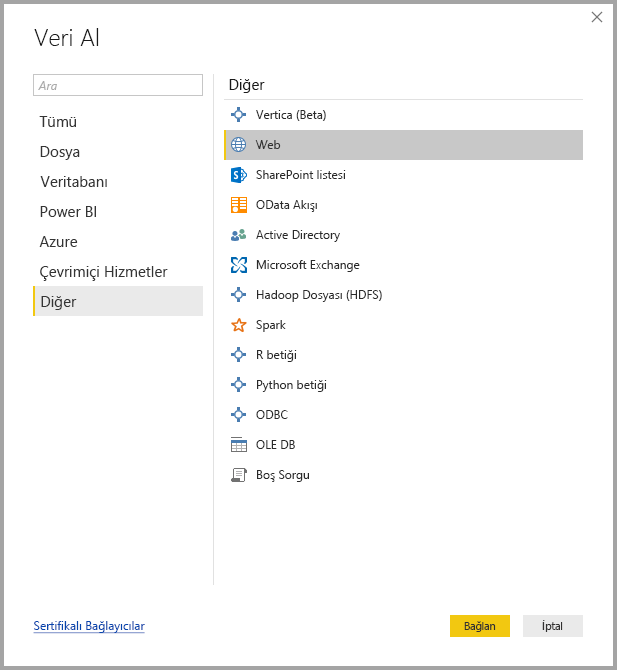 Veri Al
Ara
Tümü
Dosya
Veritabanı
Power BI
Azure
Çevrimiçi Hizmetler
Diğer
Diğer
Vertica (Beta)
Web
SharePoint listesi
OData Akışı
Active Directory
Microsoft Exchange
Hadoop Dosyası (HDFS)
Spark
R betiği
Python betiği
ODBC
OLE DB
Boş Sorgu
Sertifikalı Bağlayıcılar
Bağlan
İptal